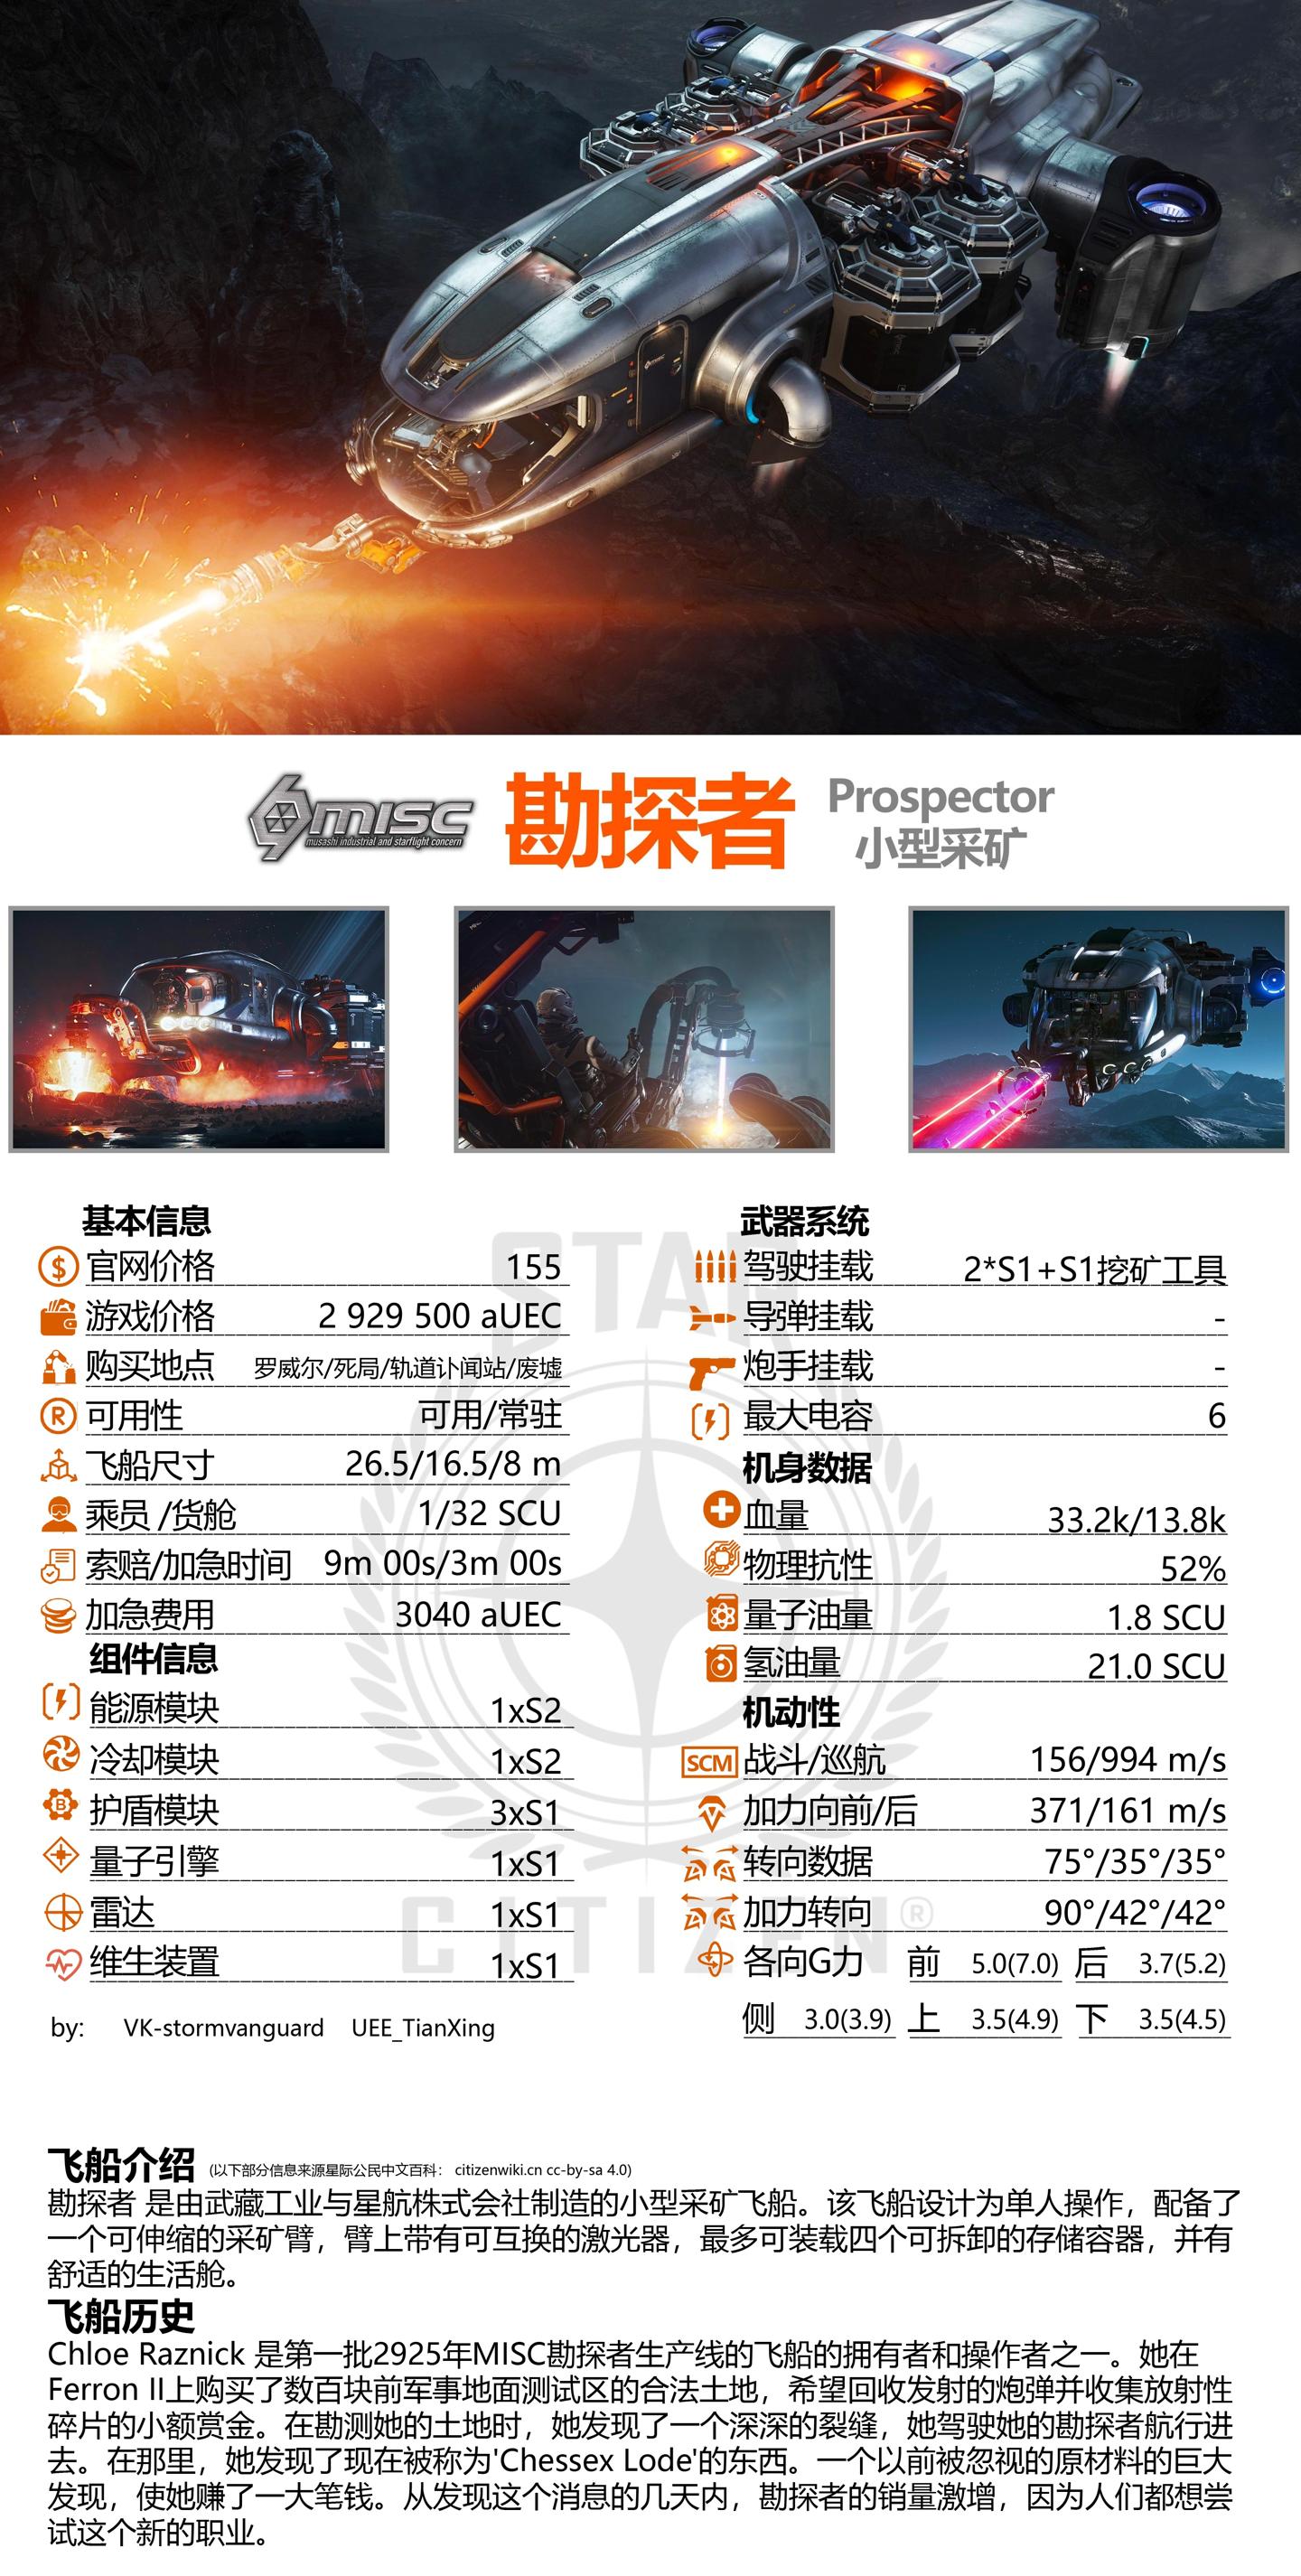 MISC
musashi industrial and starflight concern
勘探者
Prospector
小型采矿
基本信息
官网价格 155
游戏价格 2 929 500 aUEC
购买地点 罗威尔/死局/轨道讣闻站/废墟
可用性 可用/常驻
飞船尺寸 26.5/16.5/8 m
乘员 /货舱 1/32 SCU
索赔/加急时间 9m 00s/3m 00s
加急费用 3040 aUEC
组件信息
能源模块 1xS2
冷却模块 1xS2
护盾模块 3xS1
量子引擎 1xS1
雷达 1xS1
维生装置 1xS1
by: VK-stormvanguard UEE_TianXing
武器系统
驾驶挂载 2*S1+S1挖矿工具
导弹挂载 -
炮手挂载 -
最大电容 6
机身数据
血量 33.2k/13.8k
物理抗性 52%
量子油量 1.8 SCU
氢油量 21.0 SCU
机动性
SCM 战斗/巡航 156/994 m/s
加力向前/后 371/161 m/s
转向数据 75°/35°/35°
加力转向 90°/42°/42°
各向G力 前 5.0(7.0) 后 3.7(5.2)
侧 3.0(3.9) 上 3.5(4.9) 下 3.5(4.5)
STAR
CITIZEN®
飞船介绍 (以下部分信息来源星际公民中文百科： citizenwiki.cn cc-by-sa 4.0)
勘探者 是由武藏工业与星航株式会社制造的小型采矿飞船。该飞船设计为单人操作，配备了
一个可伸缩的采矿臂，臂上带有可互换的激光器，最多可装载四个可拆卸的存储容器，并有
舒适的生活舱。
飞船历史
Chloe Raznick 是第一批2925年MISC勘探者生产线的飞船的拥有者和操作者之一。她在
Ferron II上购买了数百块前军事地面测试区的合法土地，希望回收发射的炮弹并收集放射性
碎片的小额赏金。在勘测她的土地时，她发现了一个深深的裂缝，她驾驶她的勘探者航行进
去。在那里，她发现了现在被称为'Chessex Lode'的东西。一个以前被忽视的原材料的巨大
发现，使她赚了一大笔钱。从发现这个消息的几天内，勘探者的销量激增，因为人们都想尝
试这个新的职业。